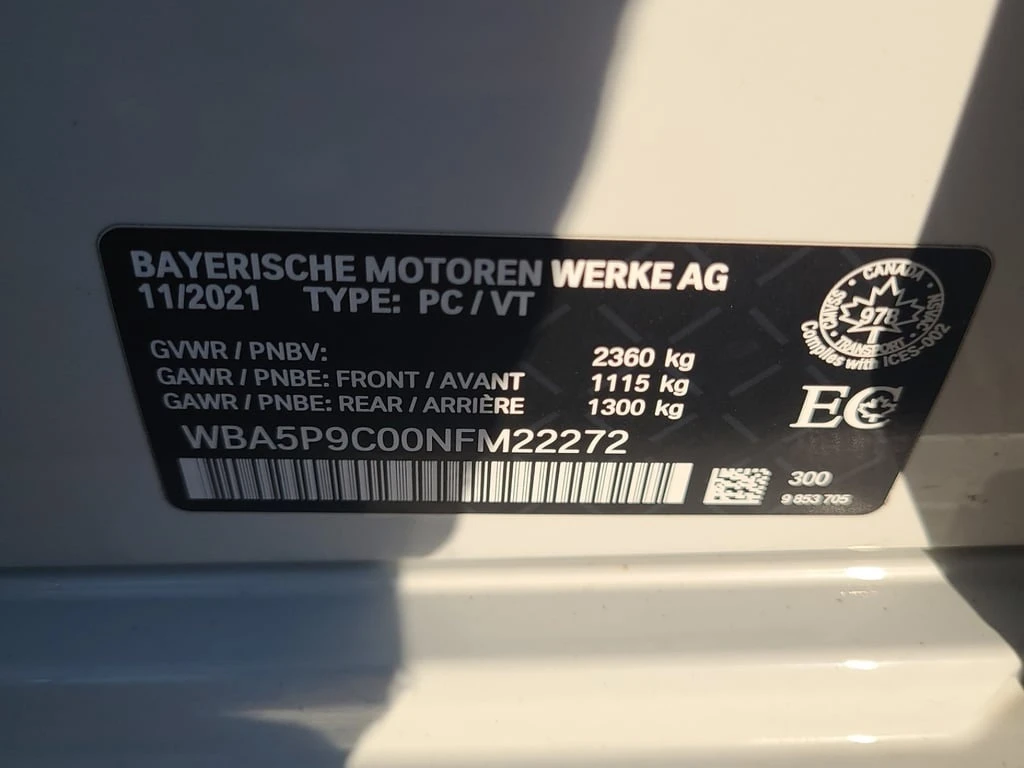 BAYERISCHE MOTOREN WERKE AG
11/2021 TYPE: PC / VT
GVWR / PNBV: 2360 kg
GAWR / PNBE: FRONT / AVANT 1115 kg
GAWR / PNBE: REAR / ARRIÈRE 1300 kg
WBA5P9C00NFM22272
CANADA
978
TRANSPORT
Complies with ICES-002
EC
300
9 853 705